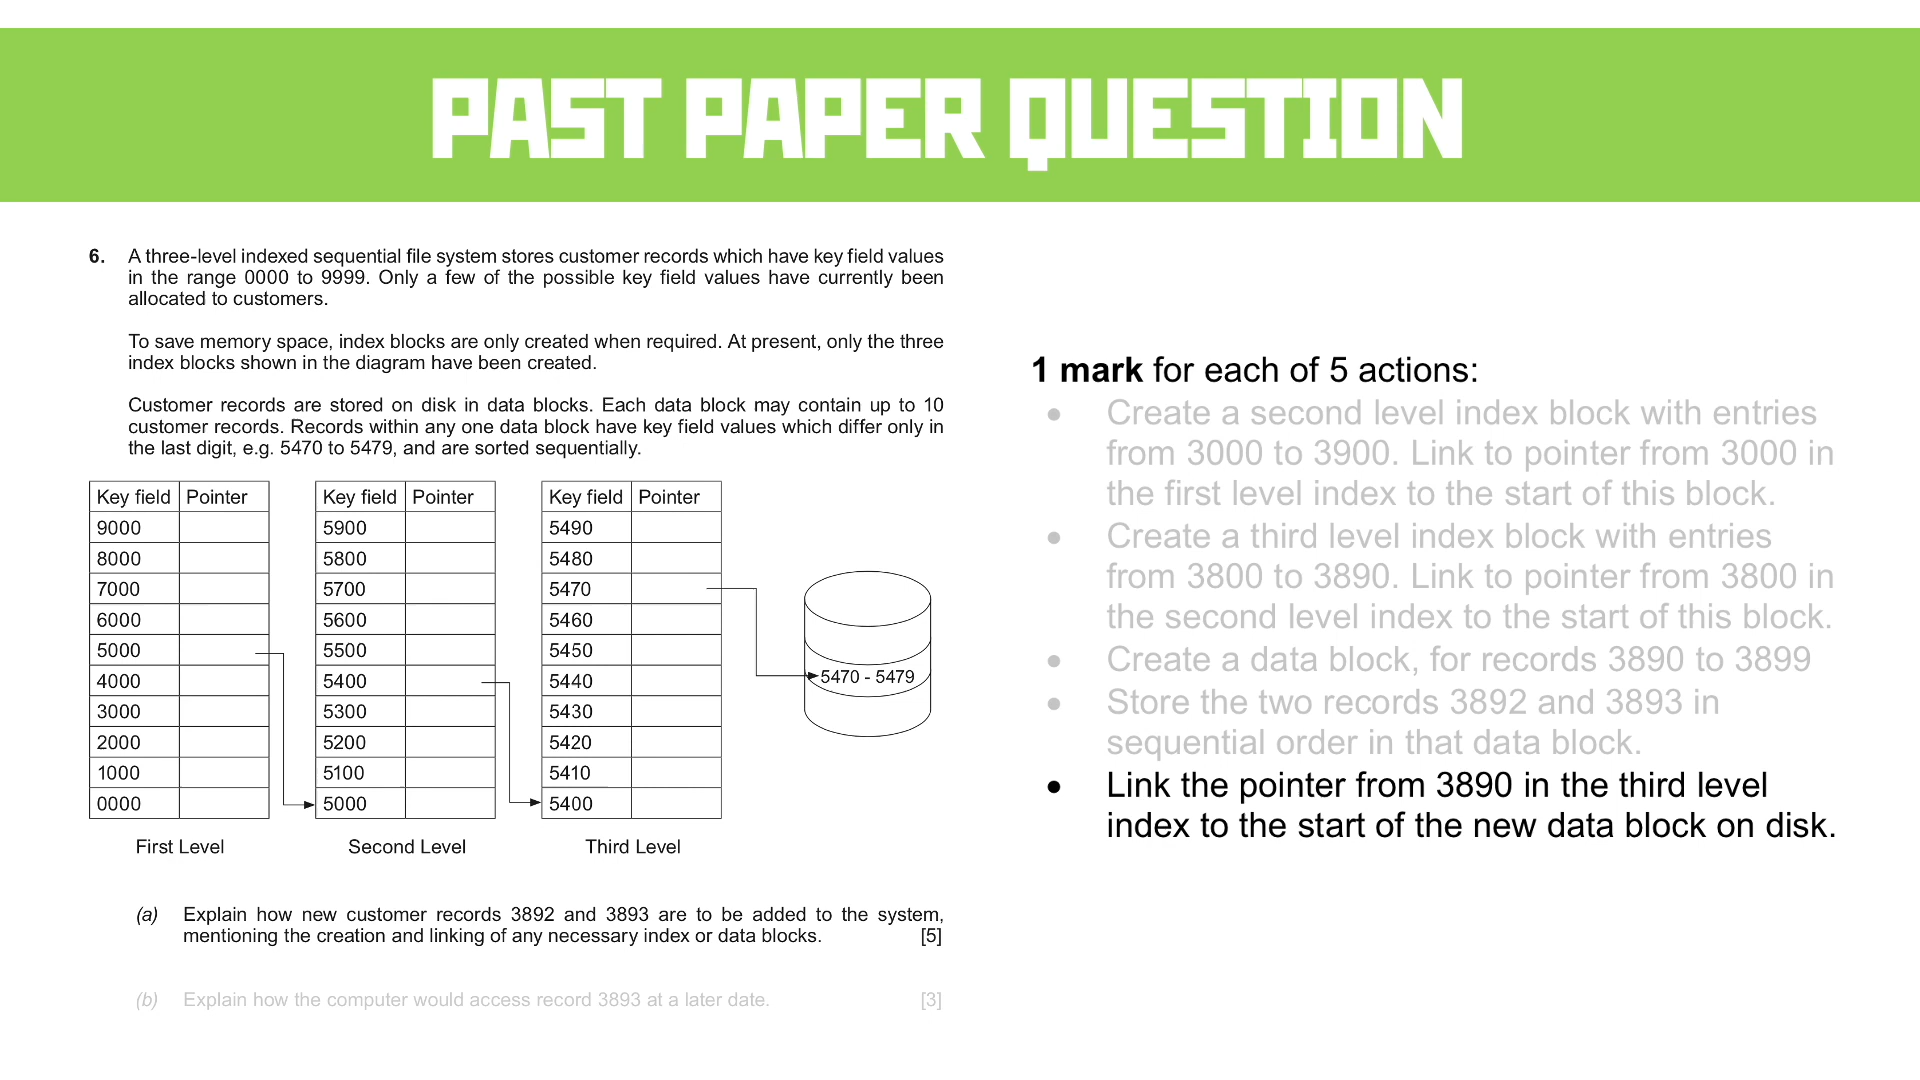 PAST PAPER QUESTION
6. A three-level indexed sequential file system stores customer records which have key field values
in the range 0000 to 9999. Only a few of the possible key field values have currently been
allocated to customers.
To save memory space, index blocks are only created when required. At present, only the three
index blocks shown in the diagram have been created.
Customer records are stored on disk in data blocks. Each data block may contain up to 10
customer records. Records within any one data block have key field values which differ only in
the last digit, e.g. 5470 to 5479, and are sorted sequentially.
Key field Pointer Key field Pointer Key field Pointer
9000 5900 5490
8000 5800 5480
7000 5700 5470
6000 5600 5460
5000 5500 5450
4000 5400 5440
3000 5300 5430
2000 5200 5420
1000 5100 5410
0000 5000 5400
5470 - 5479
First Level Second Level Third Level
(a) Explain how new customer records 3892 and 3893 are to be added to the system,
mentioning the creation and linking of any necessary index or data blocks. [5]
(b) Explain how the computer would access record 3893 at a later date. [3]
1 mark for each of 5 actions:
• Create a second level index block with entries
from 3000 to 3900. Link to pointer from 3000 in
the first level index to the start of this block.
• Create a third level index block with entries
from 3800 to 3890. Link to pointer from 3800 in
the second level index to the start of this block.
• Create a data block, for records 3890 to 3899
• Store the two records 3892 and 3893 in
sequential order in that data block.
• Link the pointer from 3890 in the third level
index to the start of the new data block on disk.